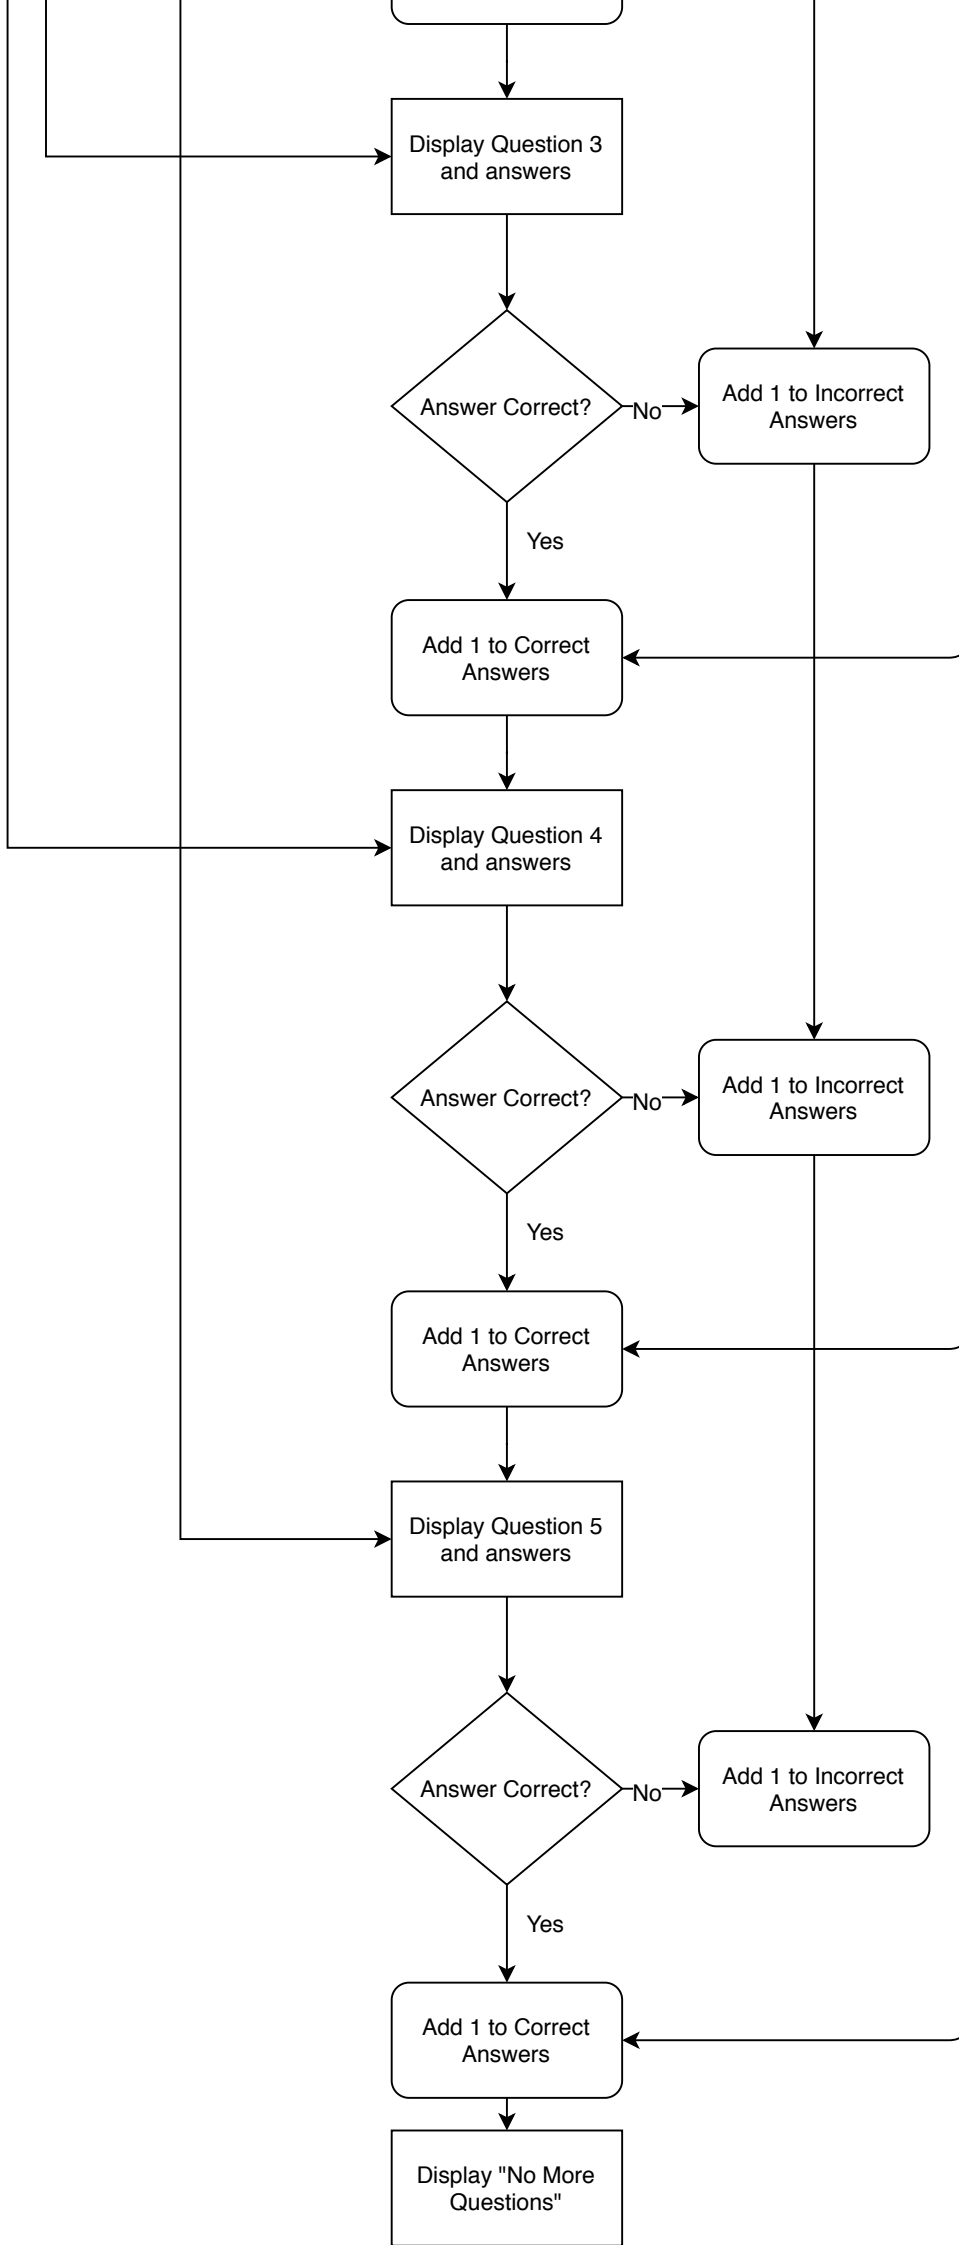 Display Question 3
and answers
Answer Correct?
No
Add 1 to Incorrect
Answers
Yes
Add 1 to Correct
Answers
Display Question 4
and answers
Answer Correct?
No
Add 1 to Incorrect
Answers
Yes
Add 1 to Correct
Answers
Display Question 5
and answers
Answer Correct?
No
Add 1 to Incorrect
Answers
Yes
Add 1 to Correct
Answers
Display "No More
Questions"